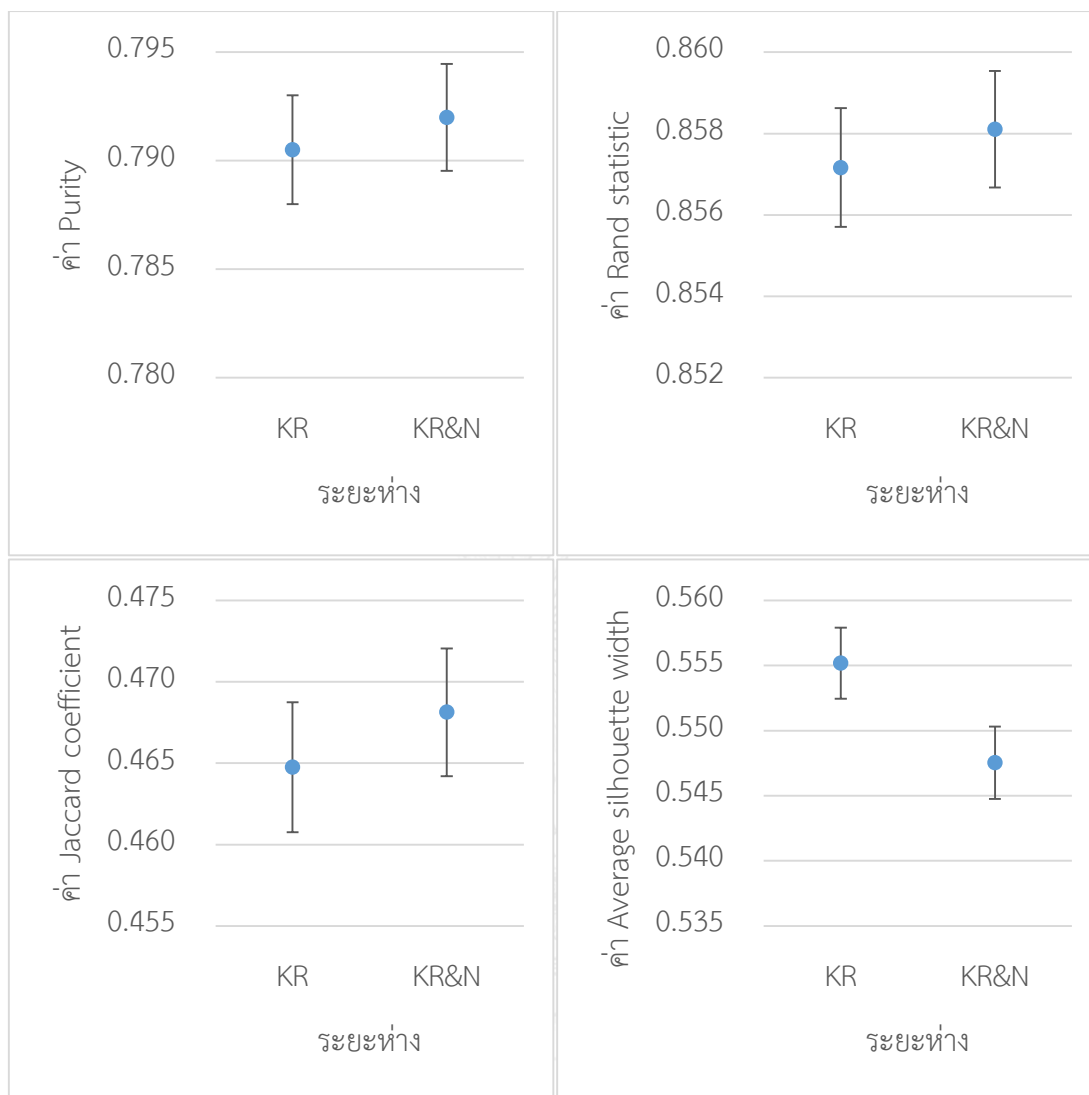 0.795
0.790
0.785
0.780
ค่า Purity
KR KR&N
ระยะห่าง
0.860
0.858
0.856
0.854
0.852
ค่า Rand statistic
KR KR&N
ระยะห่าง
0.475
0.470
0.465
0.460
0.455
ค่า Jaccard coefficient
KR KR&N
ระยะห่าง
0.560
0.555
0.550
0.545
0.540
0.535
ค่า Average silhouette width
KR KR&N
ระยะห่าง